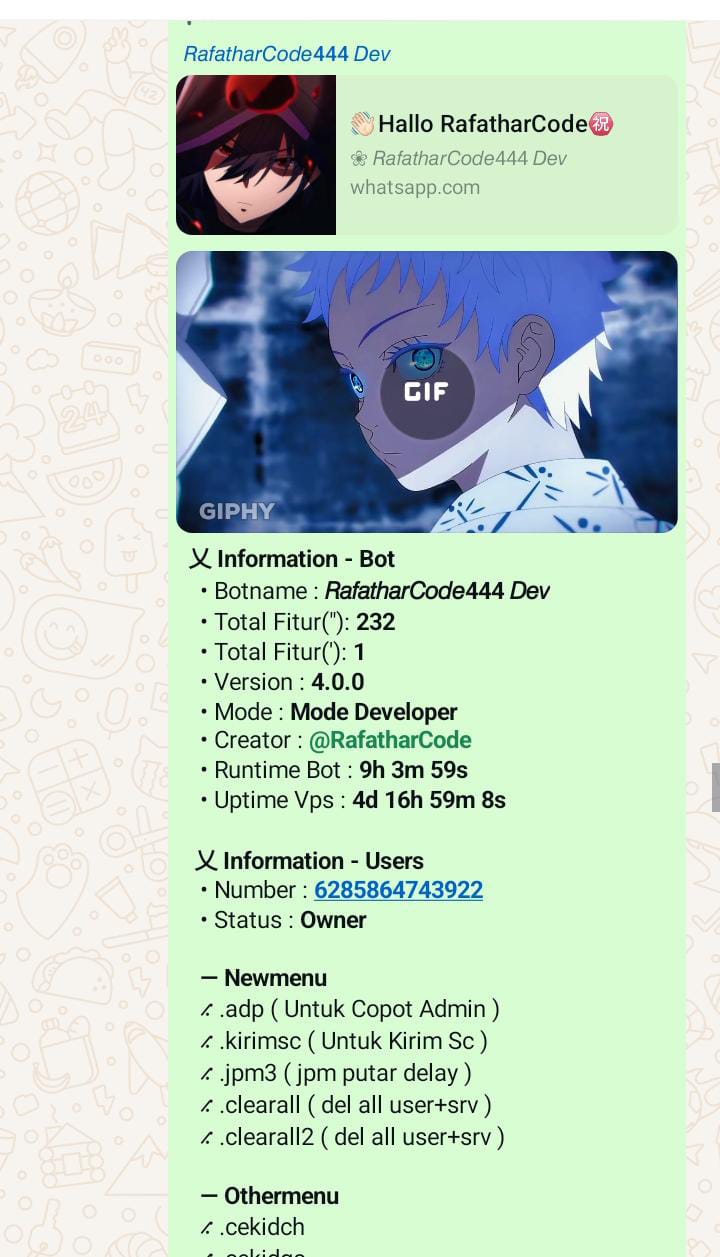 RafatharCode444 Dev
👋🏻Hallo RafatharCode㊗️
❀ RafatharCode444 Dev
whatsapp.com
GIF
GIPHY
乂 Information - Bot
• Botname : RafatharCode444 Dev
• Total Fitur("): 232
• Total Fitur('): 1
• Version : 4.0.0
• Mode : Mode Developer
• Creator : @RafatharCode
• Runtime Bot : 9h 3m 59s
• Uptime Vps : 4d 16h 59m 8s
乂 Information - Users
• Number : 6285864743922
• Status : Owner
— Newmenu
.adp ( Untuk Copot Admin )
.kirimsc ( Untuk Kirim Sc )
.jpm3 ( jpm putar delay )
.clearall ( del all user+srv )
.clearall2 ( del all user+srv )
— Othermenu
.cekidch